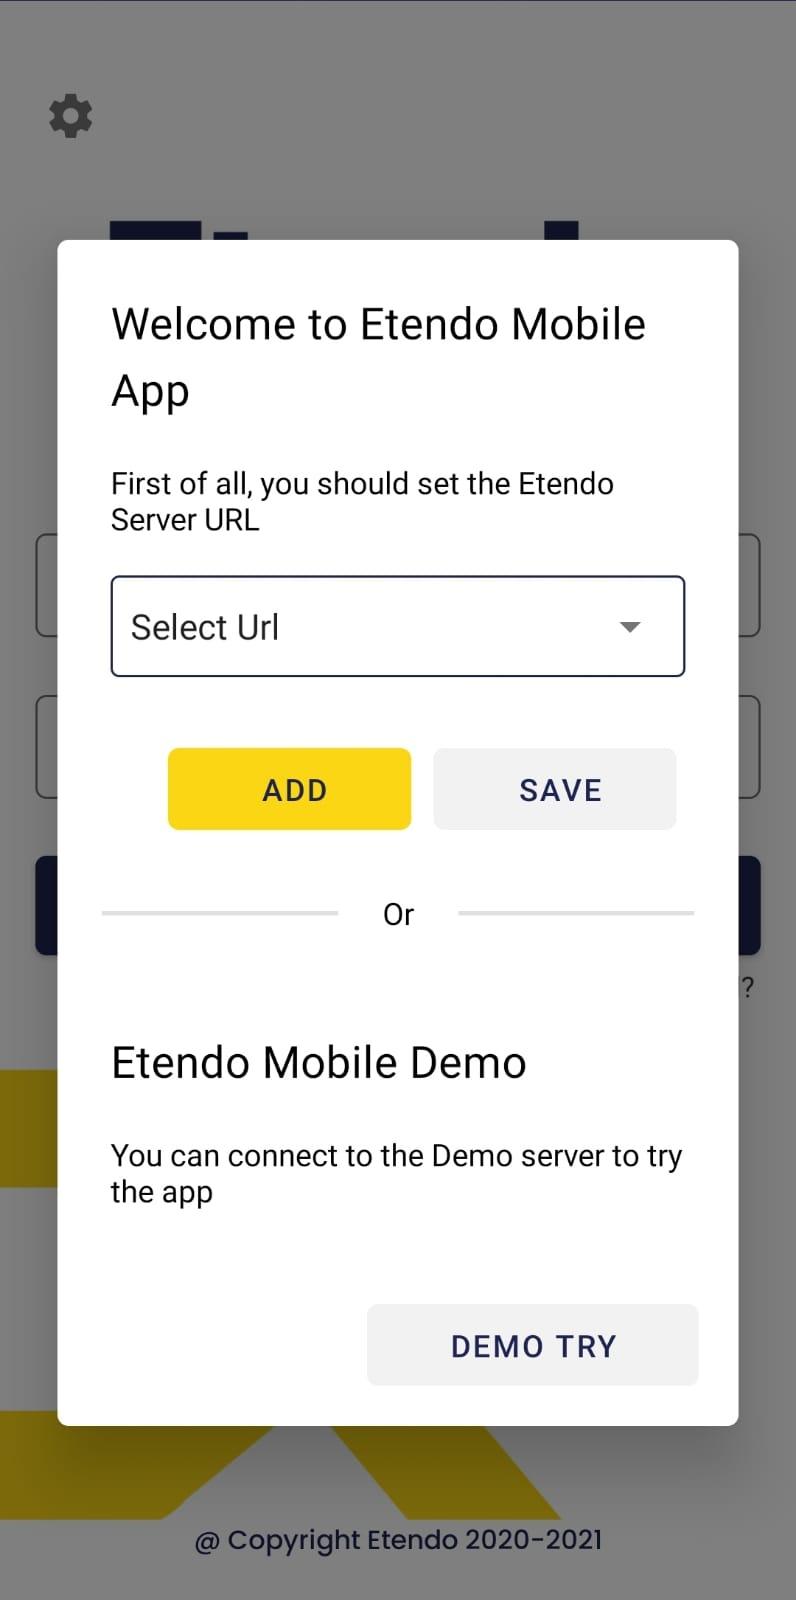 Welcome to Etendo Mobile
App
First of all, you should set the Etendo
Server URL
Select Url
ADD
SAVE
Or
?
Etendo Mobile Demo
You can connect to the Demo server to try
the app
DEMO TRY
@ Copyright Etendo 2020-2021